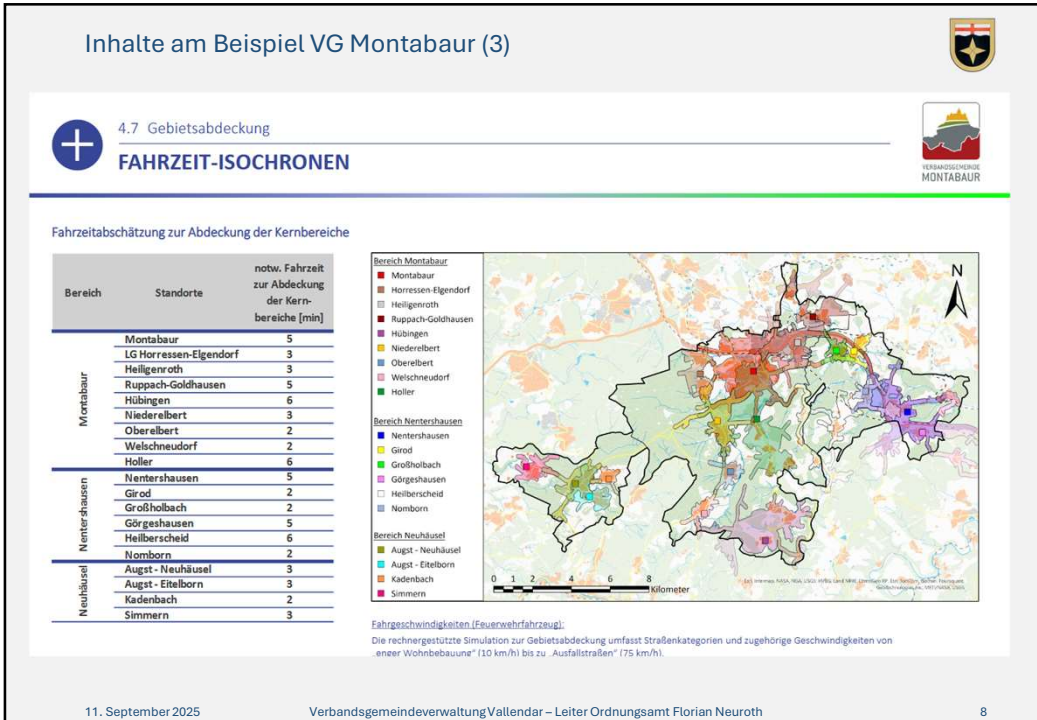 Inhalte am Beispiel VG Montabaur (3)
4.7 Gebietsabdeckung
FAHRZEIT-ISOCHRONEN
VERBANDSGEMEINDE
MONTABAUR
Fahrzeitabschätzung zur Abdeckung der Kernbereiche
Bereich
Standorte
notw. Fahrzeit
zur Abdeckung
der Kern-
bereiche [min]
Montabaur
Montabaur 5
LG Horressen-Elgendorf 3
Heiligenroth 3
Ruppach-Goldhausen 5
Hübingen 6
Niederelbert 3
Oberelbert 2
Welschneudorf 2
Holler 6
Nentershausen
Nentershausen 5
Girod 2
Großholbach 2
Görgeshausen 5
Heilberscheid 6
Nomborn 2
Neuhäusel
Augst - Neuhäusel 3
Augst - Eitelborn 3
Kadenbach 2
Simmern 3
Bereich Montabaur
Montabaur
Horressen-Elgendorf
Heiligenroth
Ruppach-Goldhausen
Hübingen
Niederelbert
Oberelbert
Welschneudorf
Holler
Bereich Nentershausen
Nentershausen
Girod
Großholbach
Görgeshausen
Heilberscheid
Nomborn
Bereich Neuhäusel
Augst - Neuhäusel
Augst - Eitelborn
Kadenbach
Simmern
N
0 1 2 4 6 8
Kilometer
Fahrgeschwindigkeiten (Feuerwehrfahrzeug):
Die rechnergestützte Simulation zur Gebietsabdeckung umfasst Straßenkategorien und zugehörige Geschwindigkeiten von
„enger Wohnbebauung" (10 km/h) bis zu „Ausfallstraßen" (75 km/h).
11. September 2025
Verbandsgemeindeverwaltung Vallendar – Leiter Ordnungsamt Florian Neuroth
8